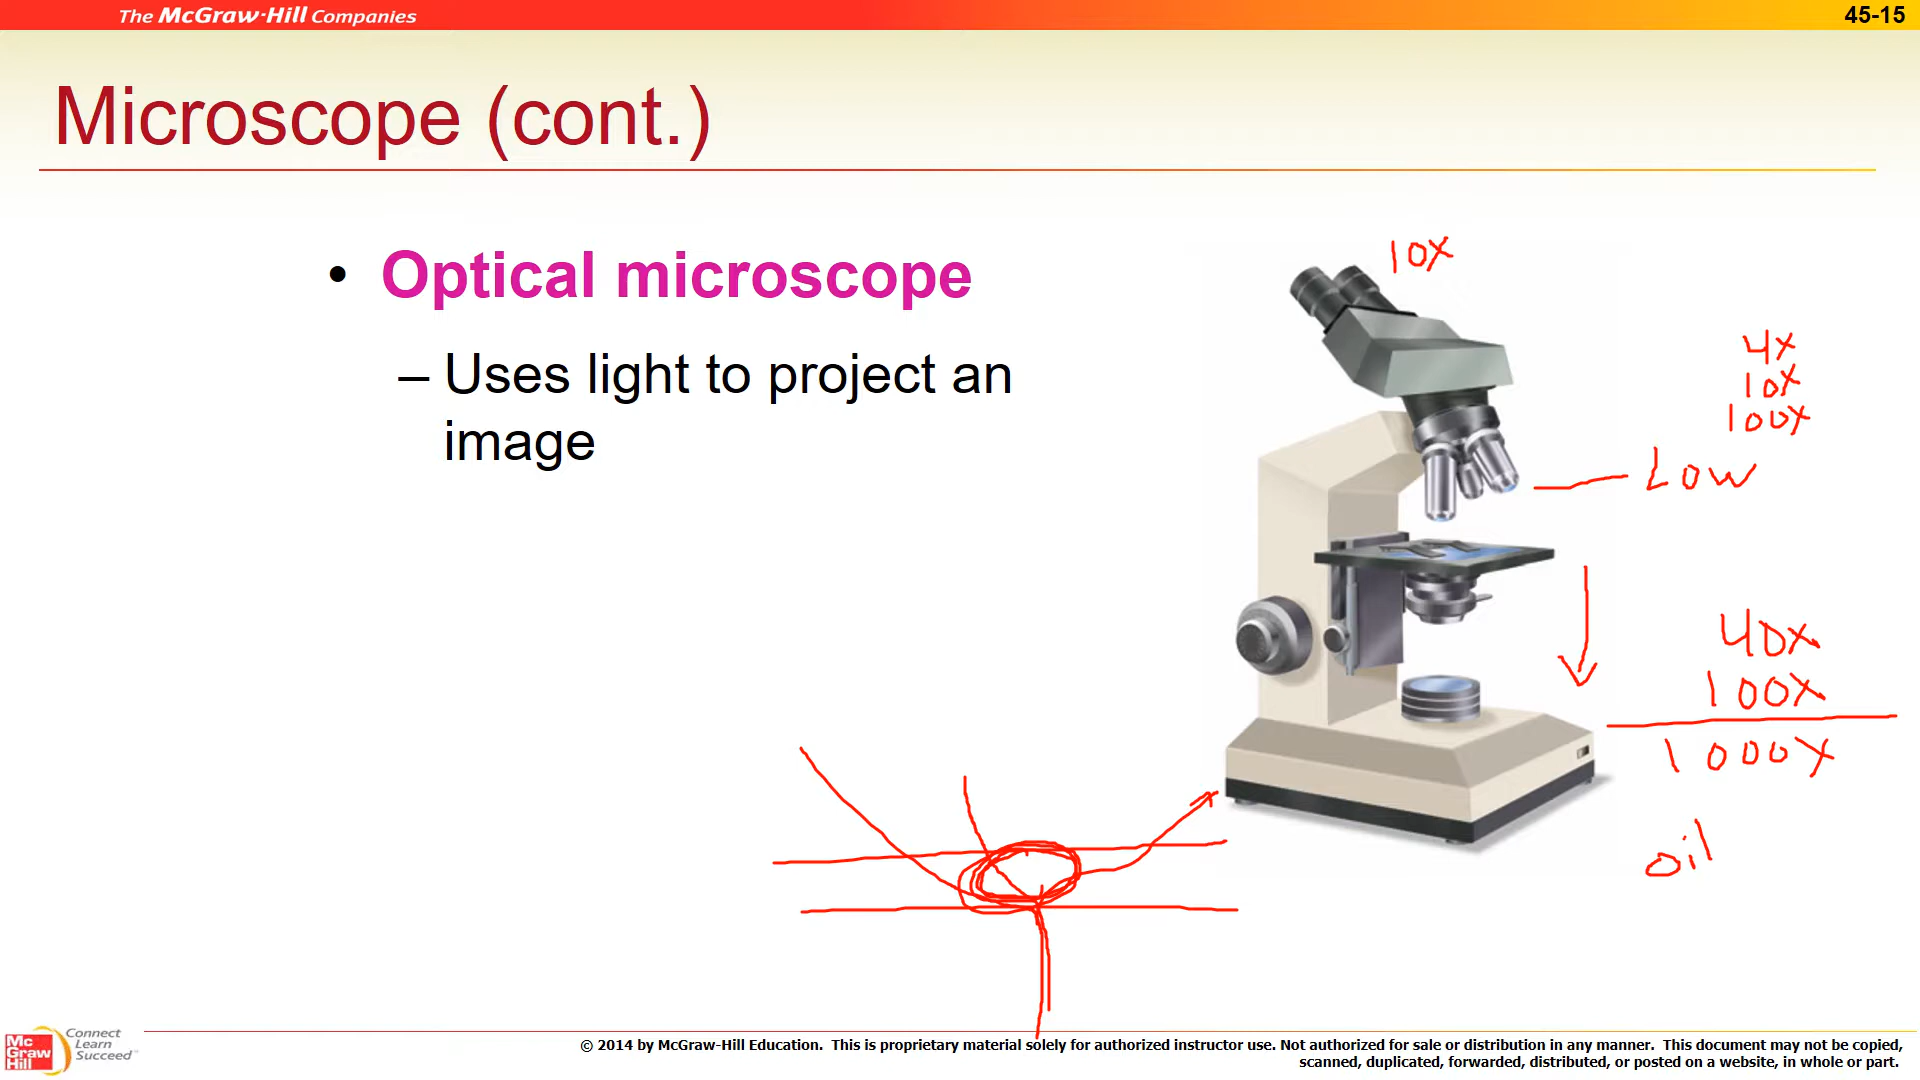 The McGraw-Hill Companies
45-15
Microscope (cont.)
• Optical microscope
– Uses light to project an
image
10x
4x
10x
100x
Low
40x
100x
1000x
oil
Mc
Graw
Hill
Connect
Learn
Succeed™
© 2014 by McGraw-Hill Education. This is proprietary material solely for authorized instructor use. Not authorized for sale or distribution in any manner. This document may not be copied,
scanned, duplicated, forwarded, distributed, or posted on a website, in whole or part.